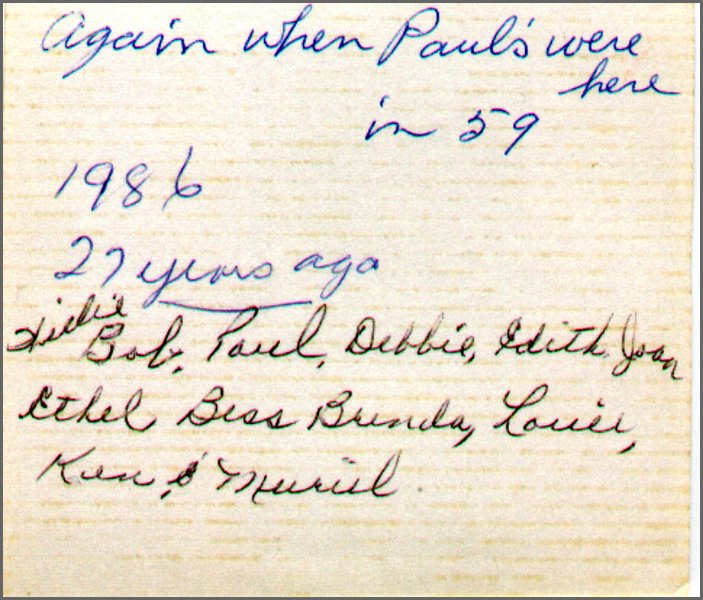 Again when Paul's were
here
in 59
1986
27 years ago
Bob, Paul, Debbie, Edith, Joan
Ethel, Bess Brenda, Louise,
Ken & Muriel